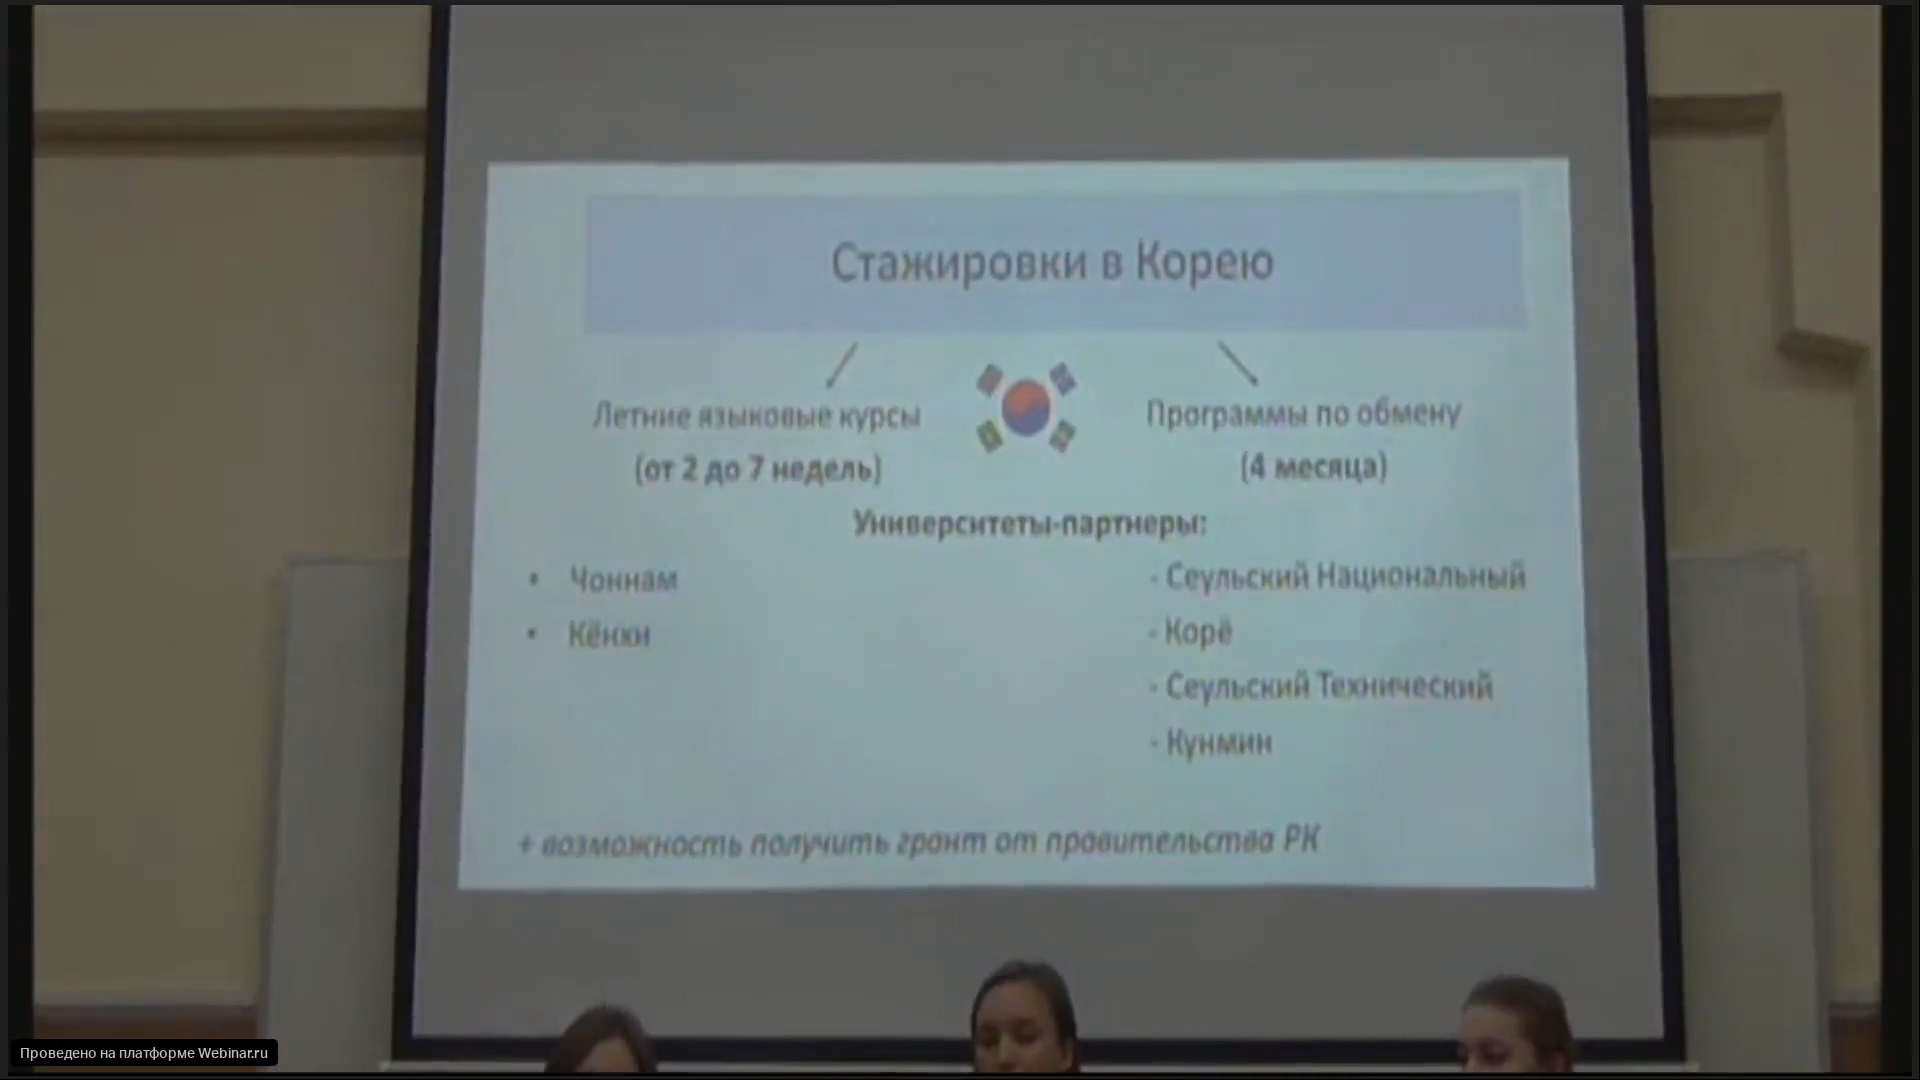 Стажировки в Корею
Летние языковые курсы
(от 2 до 7 недель)
Программы по обмену
(4 месяца)
Университеты-партнеры:
• Чоннам
• Кёнхи
- Сеульский Национальный
- Корё
- Сеульский Технический
- Кунмин
+ возможность получить грант от правительства РК
Проведено на платформе Webinar.ru